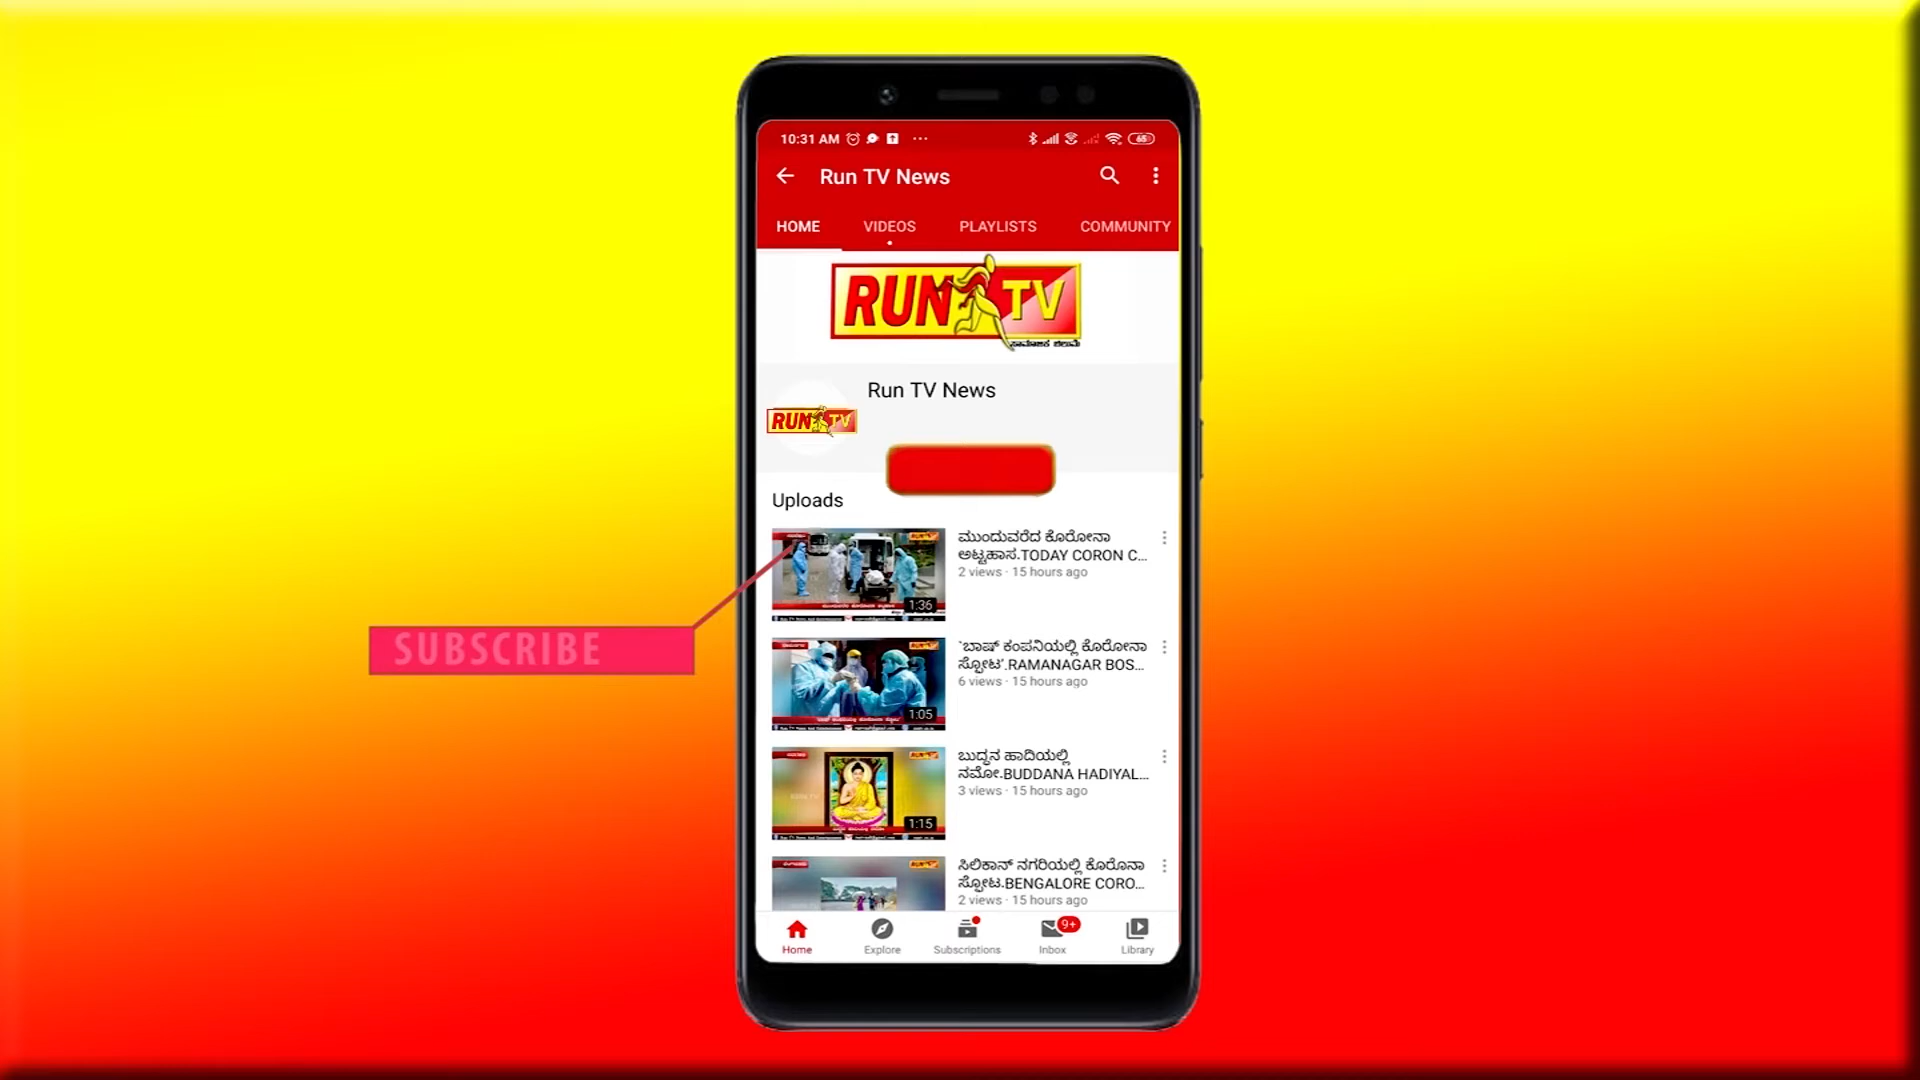 10:31 AM
65
Run TV News
HOME VIDEOS PLAYLISTS COMMUNITY
RUN TV
ಸಾಮಾಜಿಕ ಚಿಲುಮೆ
Run TV News
RUN TV
Uploads
ಮುಂದುವರೆದ ಕೊರೋನಾ
ಅಟ್ಟಹಾಸ.TODAY CORON C...
2 views · 15 hours ago
1:36
SUBSCRIBE
`ಬಾಷ್ ಕಂಪನಿಯಲ್ಲಿ ಕೊರೋನಾ
ಸ್ಪೋಟ'.RAMANAGAR BOS...
6 views · 15 hours ago
1:05
ಬುದ್ಧನ ಹಾದಿಯಲ್ಲಿ
ನಮೋ.BUDDANA HADIYAL...
3 views · 15 hours ago
1:15
ಸಿಲಿಕಾನ್ ನಗರಿಯಲ್ಲಿ ಕೊರೊನಾ
ಸ್ಪೋಟ.BENGALORE CORO...
2 views · 15 hours ago
9+
Home Explore Subscriptions Inbox Library